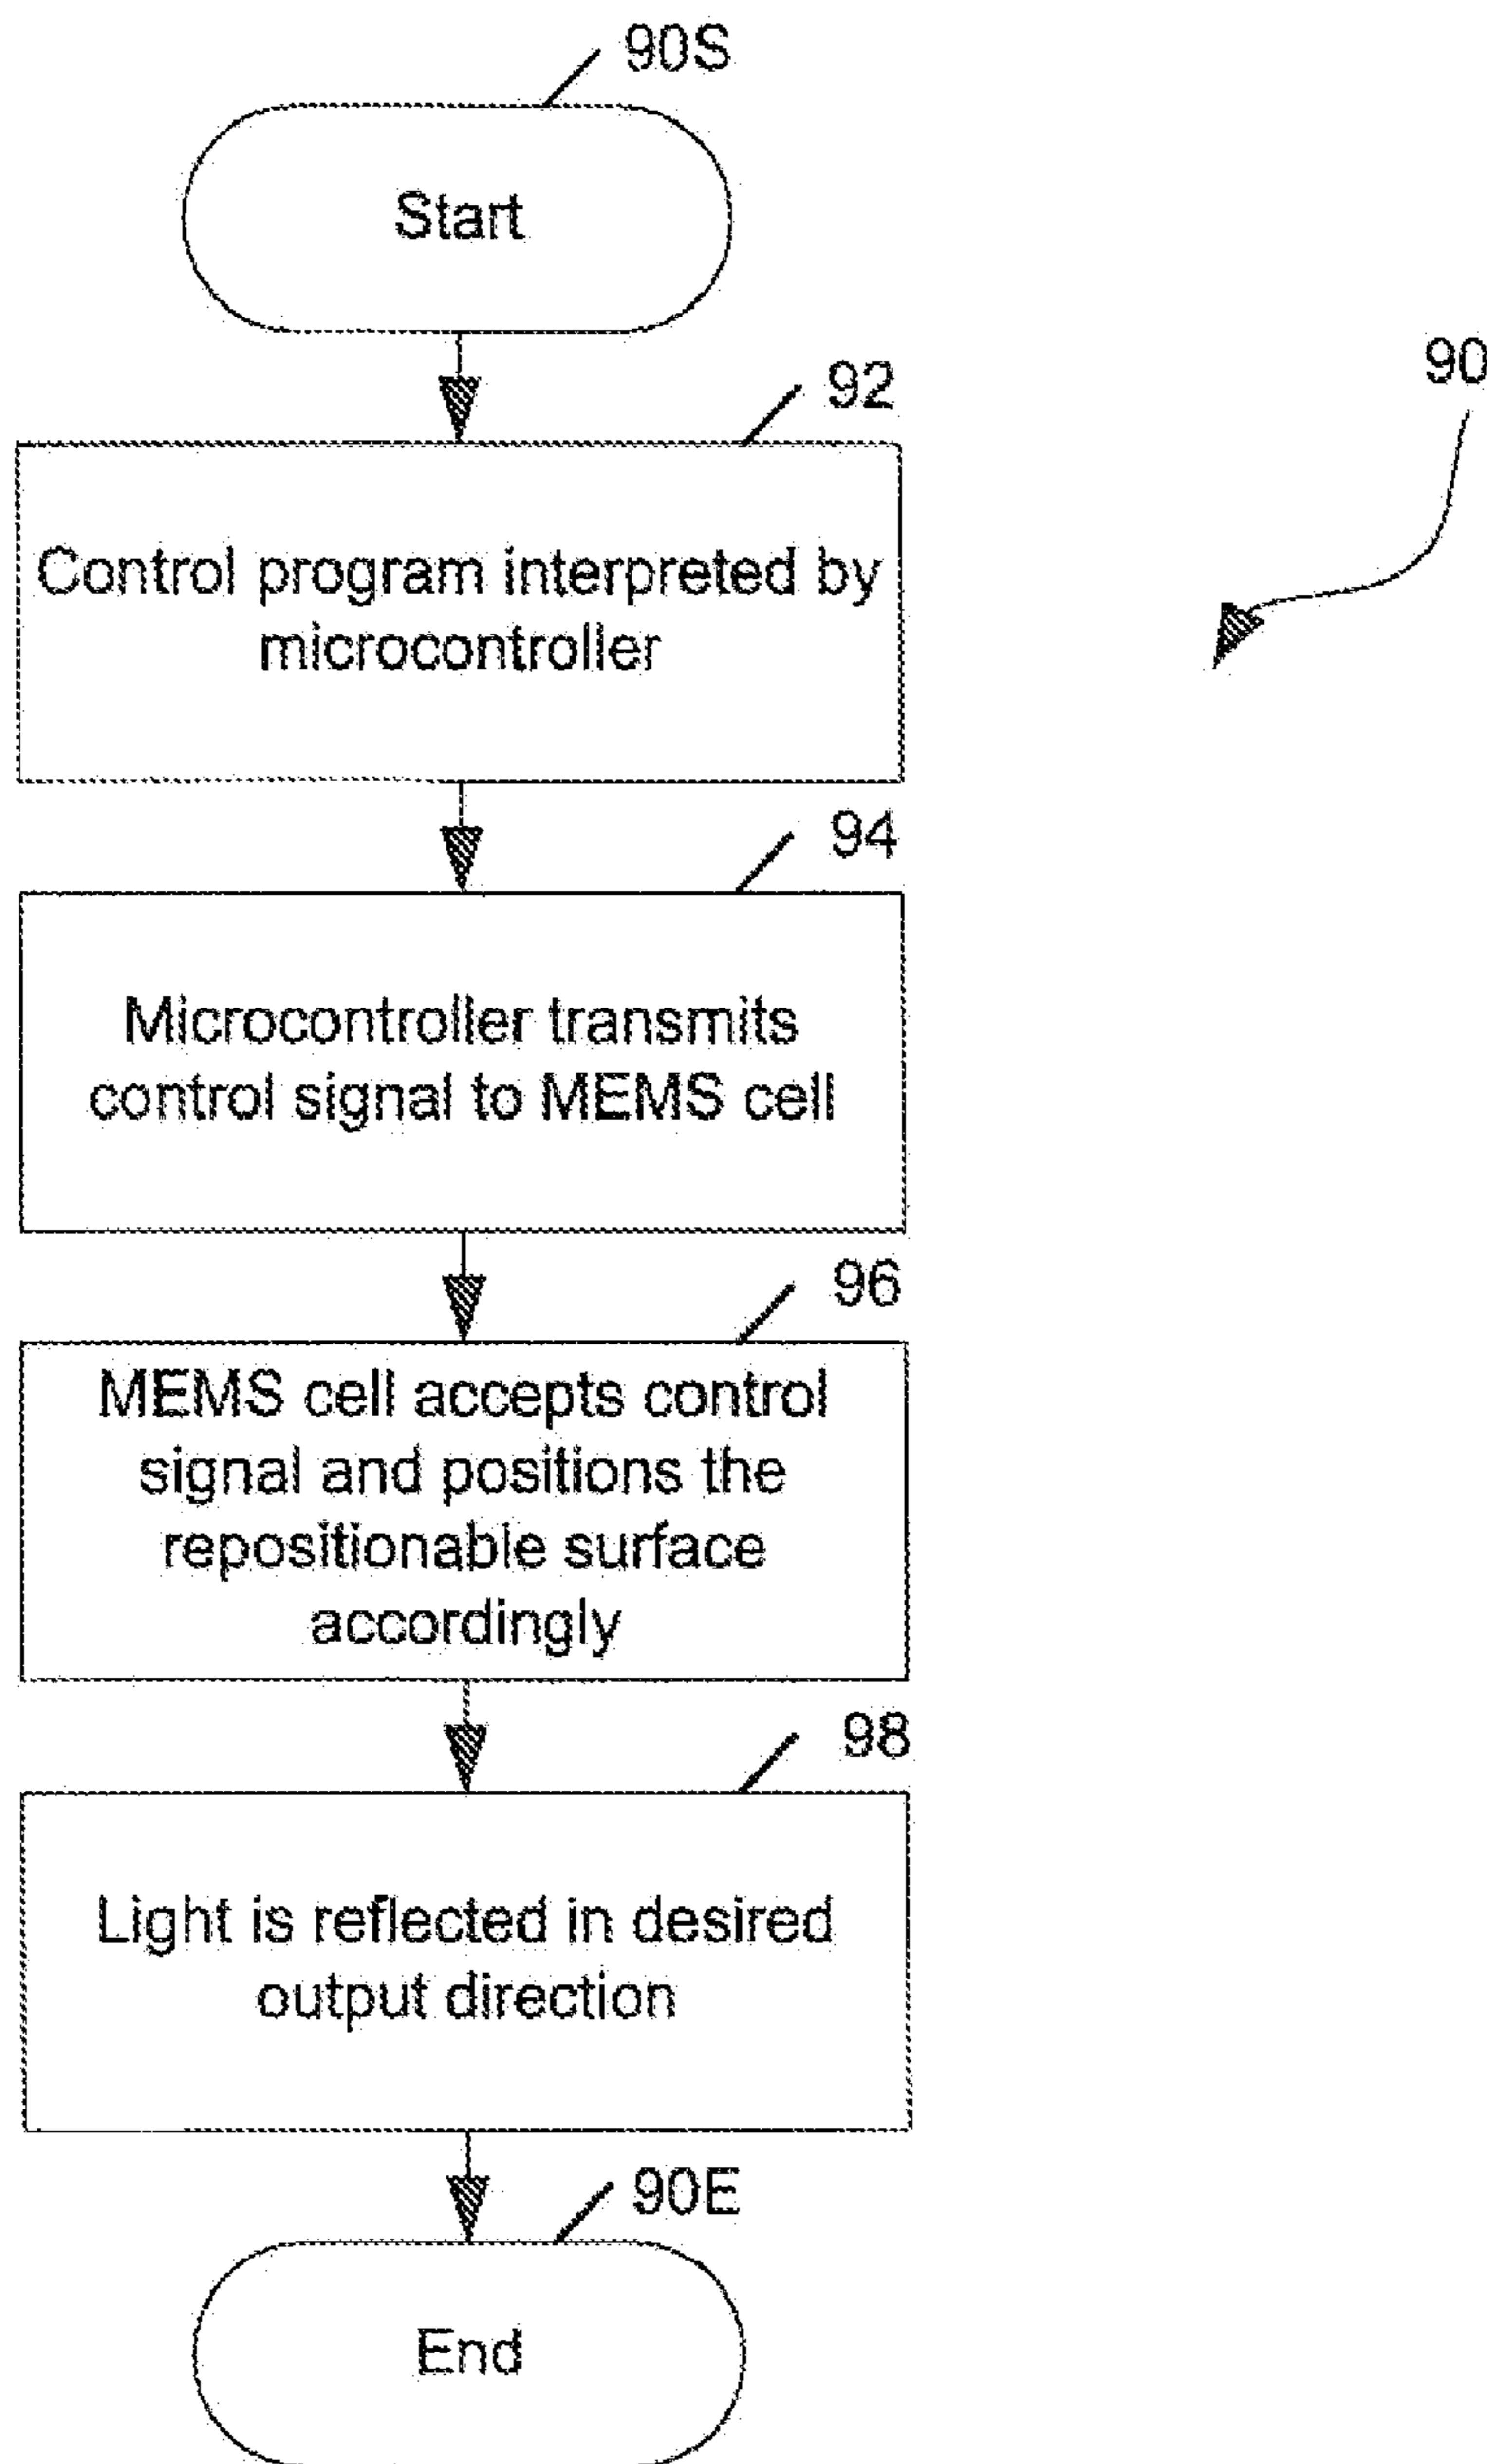 90S
Start
90
92
Control program interpreted by
microcontroller
94
Microcontroller transmits
control signal to MEMS cell
96
MEMS cell accepts control
signal and positions the
repositionable surface
accordingly
98
Light is reflected in desired
output direction
90E
End